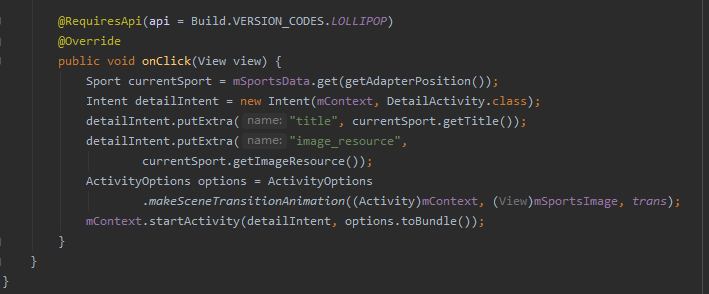 @RequiresApi(api = Build.VERSION_CODES.LOLLIPOP)
@Override
public void onClick(View view) {
Sport currentSport = mSportsData.get(getAdapterPosition());
Intent detailIntent = new Intent(mContext, DetailActivity.class);
detailIntent.putExtra( name: "title", currentSport.getTitle());
detailIntent.putExtra( name: "image_resource",
currentSport.getImageResource());
ActivityOptions options = ActivityOptions
.makeSceneTransitionAnimation((Activity)mContext, (View)mSportsImage, trans);
mContext.startActivity(detailIntent, options.toBundle());
}
}
}